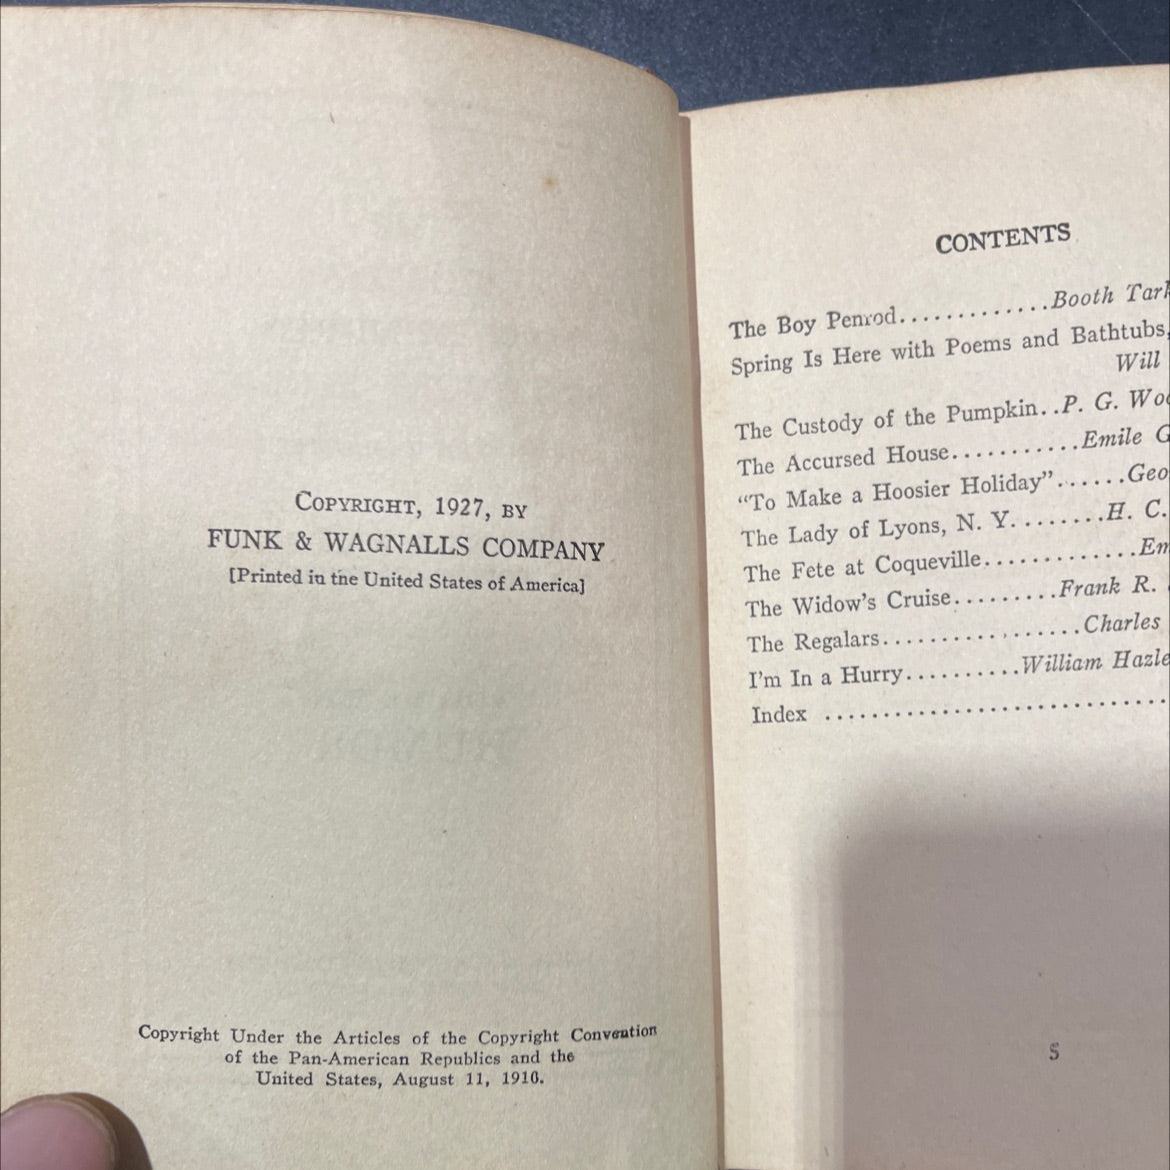 COPYRIGHT, 1927, BY
FUNK & WAGNALLS COMPANY
[Printed in the United States of America]
Copyright Under the Articles of the Copyright Convention
of the Pan-American Republics and the
United States, August 11, 1910.
CONTENTS
The Boy Penrod.............Booth
Spring Is Here with Poems and Bathtubs,
Will
The Custody of the Pumpkin..P. G.
The Accursed House...........Emile
"To Make a Hoosier Holiday"......
The Lady of Lyons, N. Y.........H. C.
The Fete at Coqueville.............
The Widow's Cruise.........Frank R.
The Regalars.................Charles
I'm In a Hurry..........William
Index ..............................
5